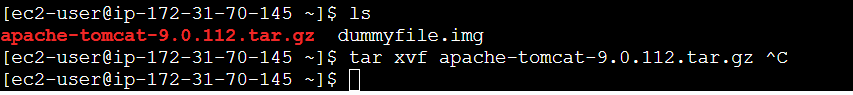 [ec2-user@ip-172-31-70-145 ~]$ ls
apache-tomcat-9.0.112.tar.gz  dummyfile.img
[ec2-user@ip-172-31-70-145 ~]$ tar xvf apache-tomcat-9.0.112.tar.gz ^C
[ec2-user@ip-172-31-70-145 ~]$